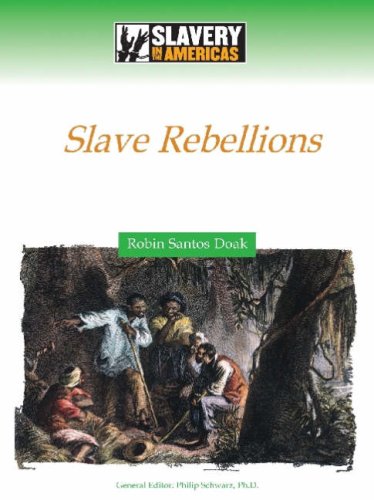 SLAVERY
IN THE
AMERICAS
Slave Rebellions
Robin Santos Doak
General Editor: Philip Schwarz, Ph.D.